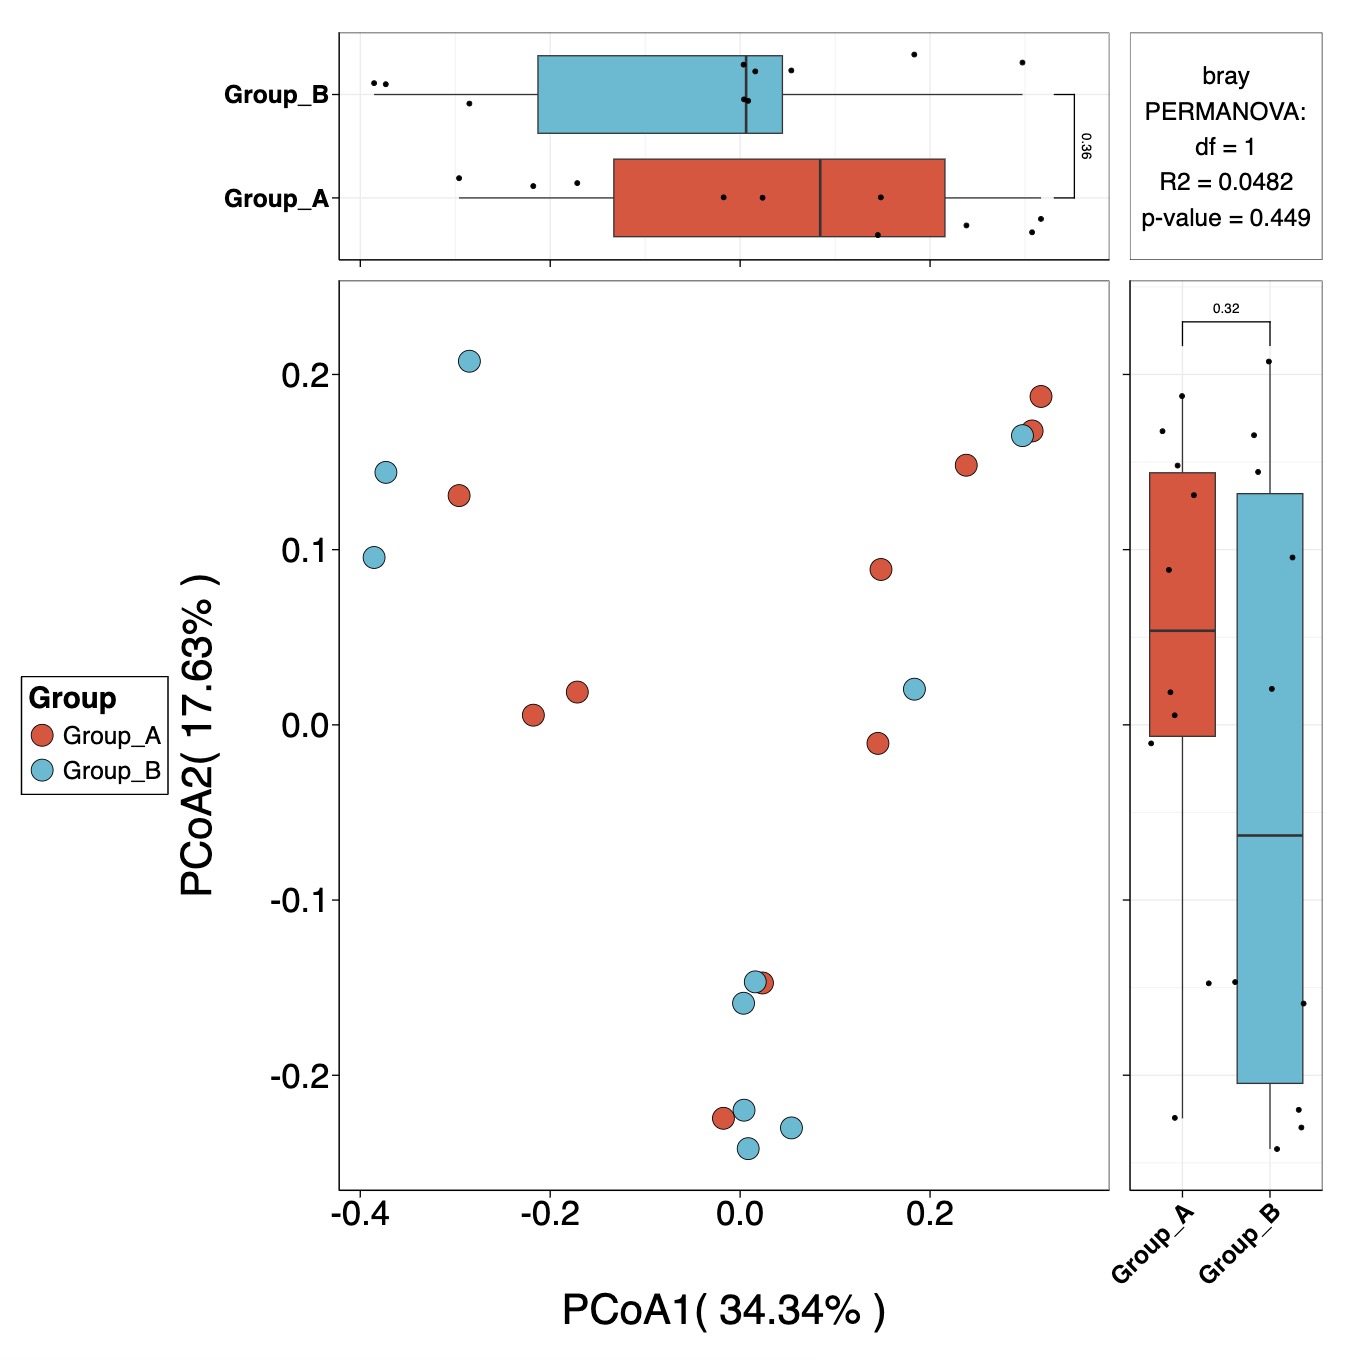 Group_B
Group_A
0.36
bray
PERMANOVA:
df = 1
R2 = 0.0482
p-value = 0.449
0.32
0.2
0.1
0.0
-0.1
-0.2
PCoA2( 17.63% )
Group
Group_A
Group_B
-0.4
-0.2
0.0
0.2
PCoA1( 34.34% )
Group_A
Group_B